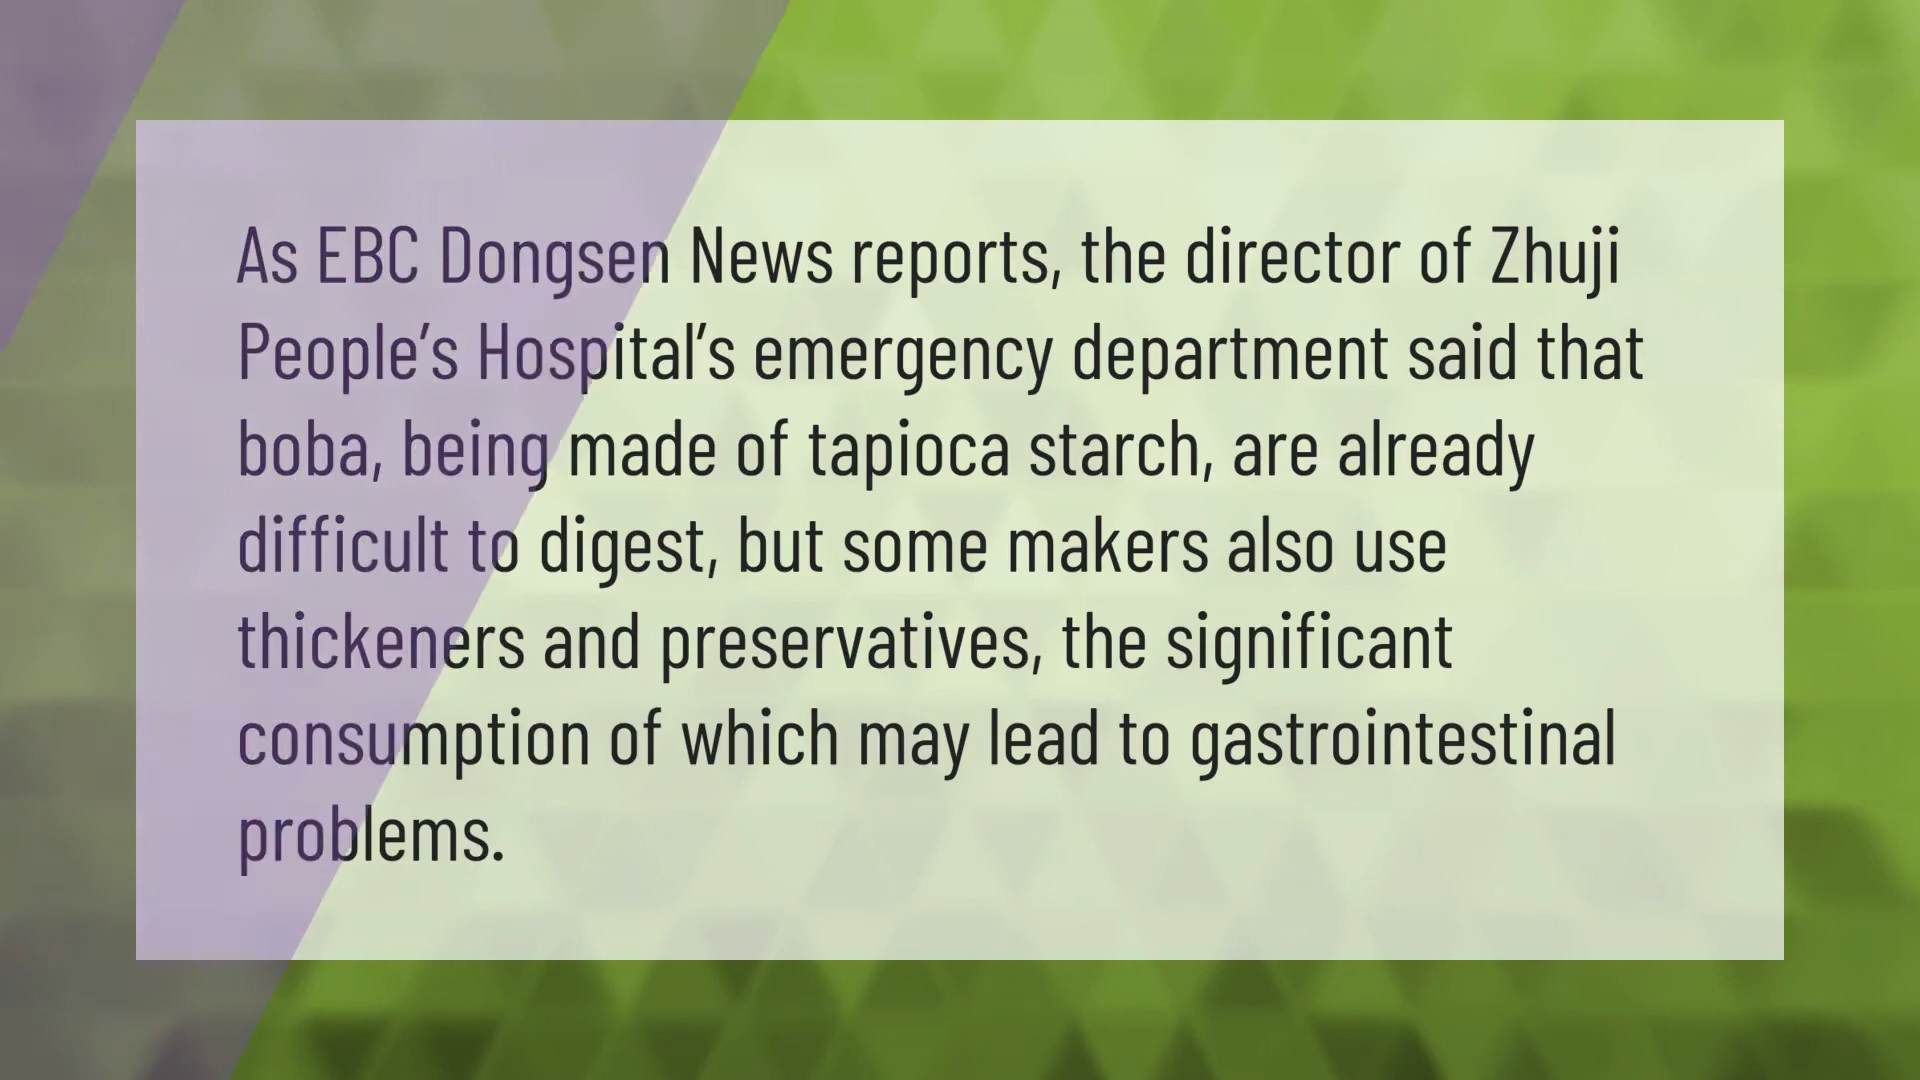 As EBC Dongsen News reports, the director of Zhuji
People’s Hospital’s emergency department said that
boba, being made of tapioca starch, are already
difficult to digest, but some makers also use
thickeners and preservatives, the significant
consumption of which may lead to gastrointestinal
problems.